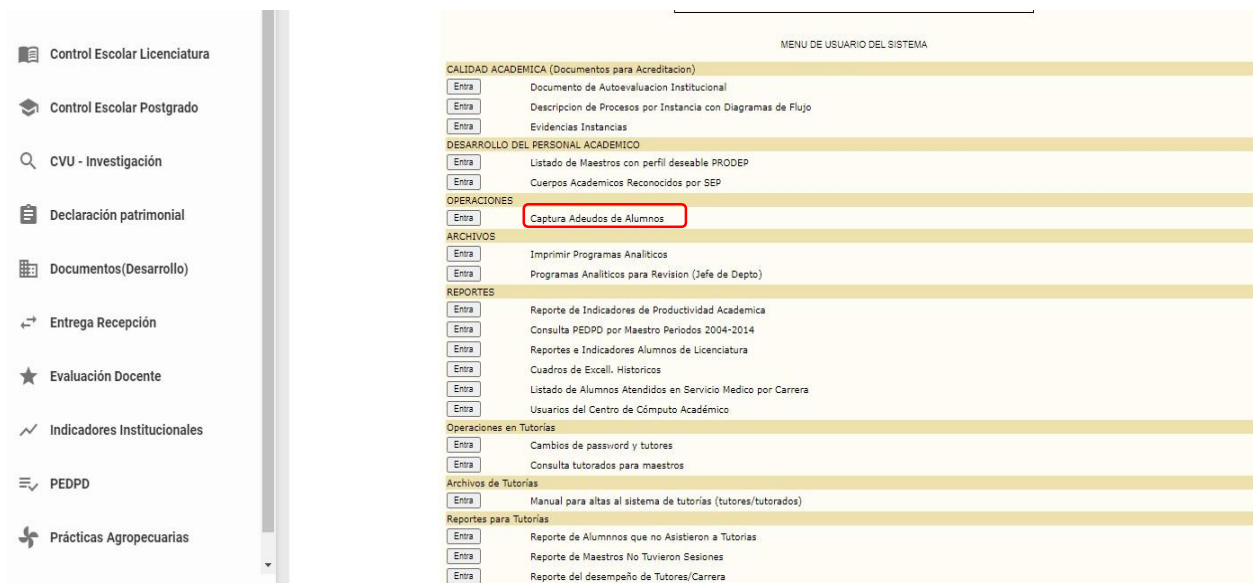 Control Escolar Licenciatura
Control Escolar Postgrado
CVU - Investigación
Declaración patrimonial
Documentos(Desarrollo)
Entrega Recepción
Evaluación Docente
Indicadores Institucionales
PEDPD
Prácticas Agropecuarias
MENU DE USUARIO DEL SISTEMA
CALIDAD ACADEMICA (Documentos para Acreditacion)
Entra Documento de Autoevaluacion Institucional
Entra Descripcion de Procesos por Instancia con Diagramas de Flujo
Entra Evidencias Instancias
DESARROLLO DEL PERSONAL ACADEMICO
Entra Listado de Maestros con perfil deseable PRODEP
Entra Cuerpos Academicos Reconocidos por SEP
OPERACIONES
Entra Captura Adeudos de Alumnos
ARCHIVOS
Entra Imprimir Programas Analiticos
Entra Programas Analiticos para Revision (Jefe de Depto)
REPORTES
Entra Reporte de Indicadores de Productividad Academica
Entra Consulta PEDPD por Maestro Periodos 2004-2014
Entra Reportes e Indicadores Alumnos de Licenciatura
Entra Cuadros de Excell. Historicos
Entra Listado de Alumnos Atendidos en Servicio Medico por Carrera
Entra Usuarios del Centro de Cómputo Académico
Operaciones en Tutorías
Entra Cambios de password y tutores
Entra Consulta tutorados para maestros
Archivos de Tutorías
Entra Manual para altas al sistema de tutorías (tutores/tutorados)
Reportes para Tutorías
Entra Reporte de Alumnnos que no Asistieron a Tutorias
Entra Reporte de Maestros No Tuvieron Sesiones
Entra Reporte del desempeño de Tutores/Carrera